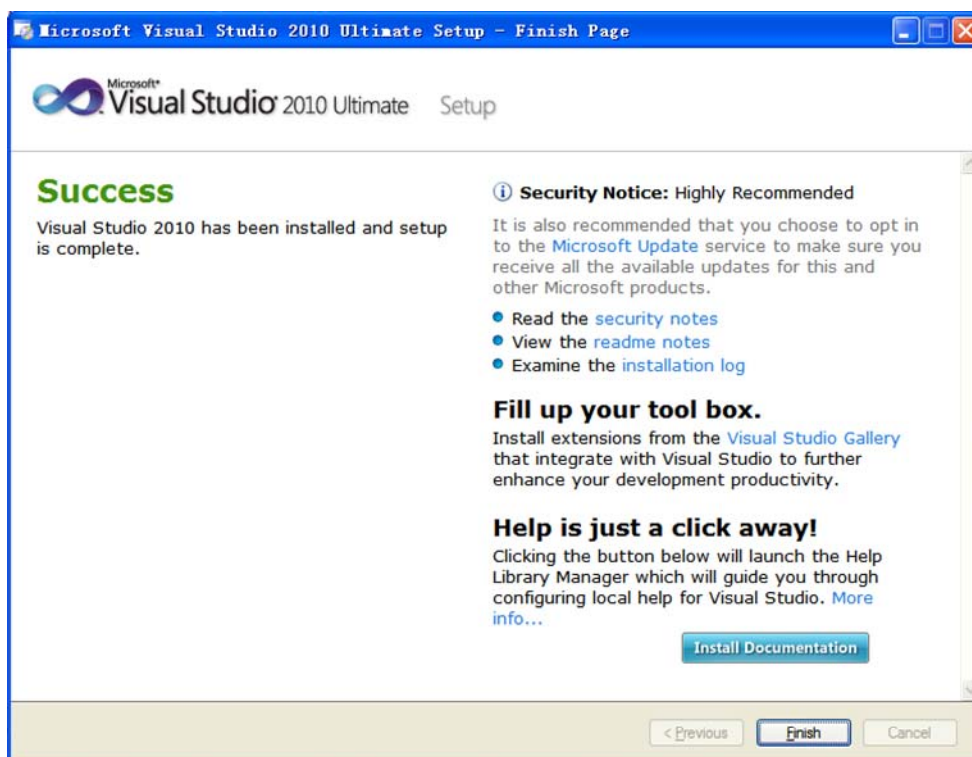 Microsoft Visual Studio 2010 Ultimate Setup - Finish Page
Microsoft®
Visual Studio® 2010 Ultimate Setup
Success
Visual Studio 2010 has been installed and setup
is complete.
Security Notice: Highly Recommended
It is also recommended that you choose to opt in
to the Microsoft Update service to make sure you
receive all the available updates for this and
other Microsoft products.
Read the security notes
View the readme notes
Examine the installation log
Fill up your tool box.
Install extensions from the Visual Studio Gallery
that integrate with Visual Studio to further
enhance your development productivity.
Help is just a click away!
Clicking the button below will launch the Help
Library Manager which will guide you through
configuring local help for Visual Studio. More
info...
Install Documentation
< Previous
Finish
Cancel